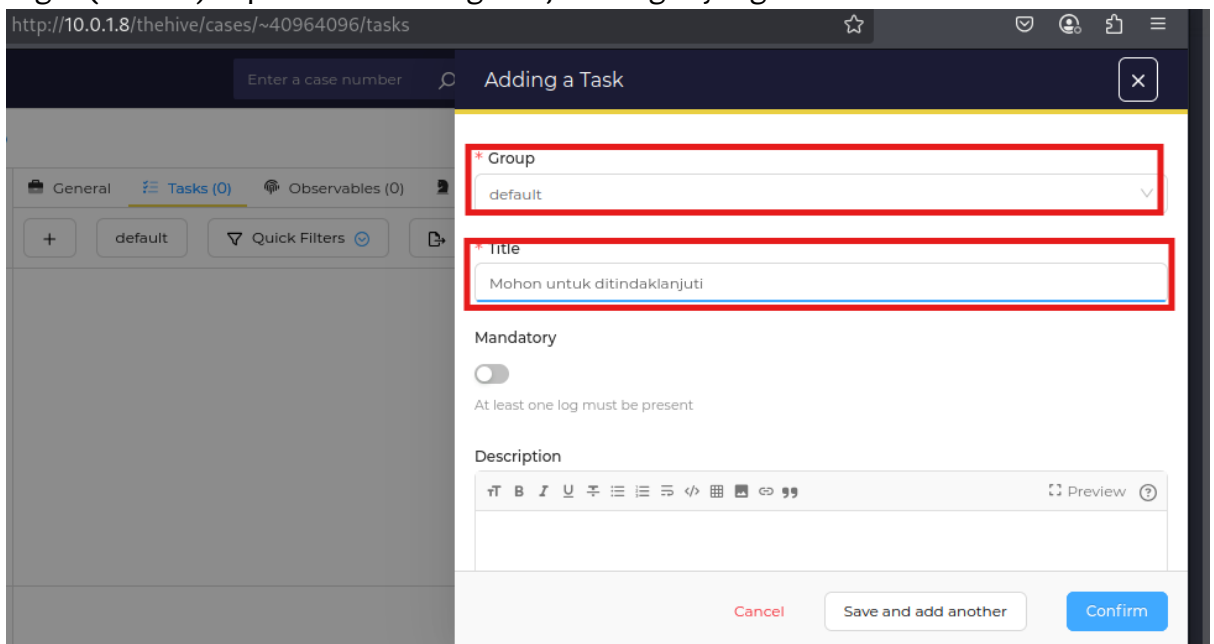 http://10.0.1.8/thehive/cases/~40964096/tasks
Enter a case number
Adding a Task
* Group
General Tasks (0) Observables (0)
default
+ default Quick Filters
* Title
Mohon untuk ditindaklanjuti
Mandatory
At least one log must be present
Description
Preview
Cancel Save and add another Confirm